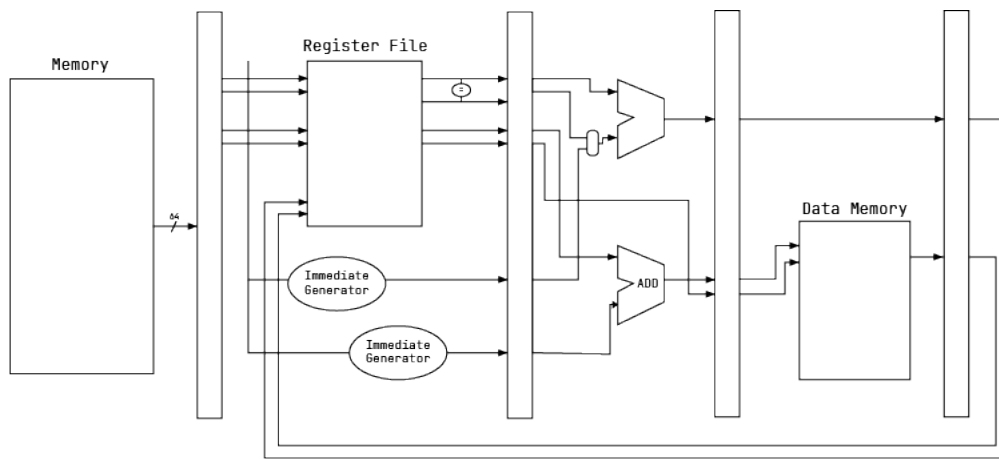 Memory
Register File
=
64
Data Memory
Immediate
Generator
ADD
Immediate
Generator